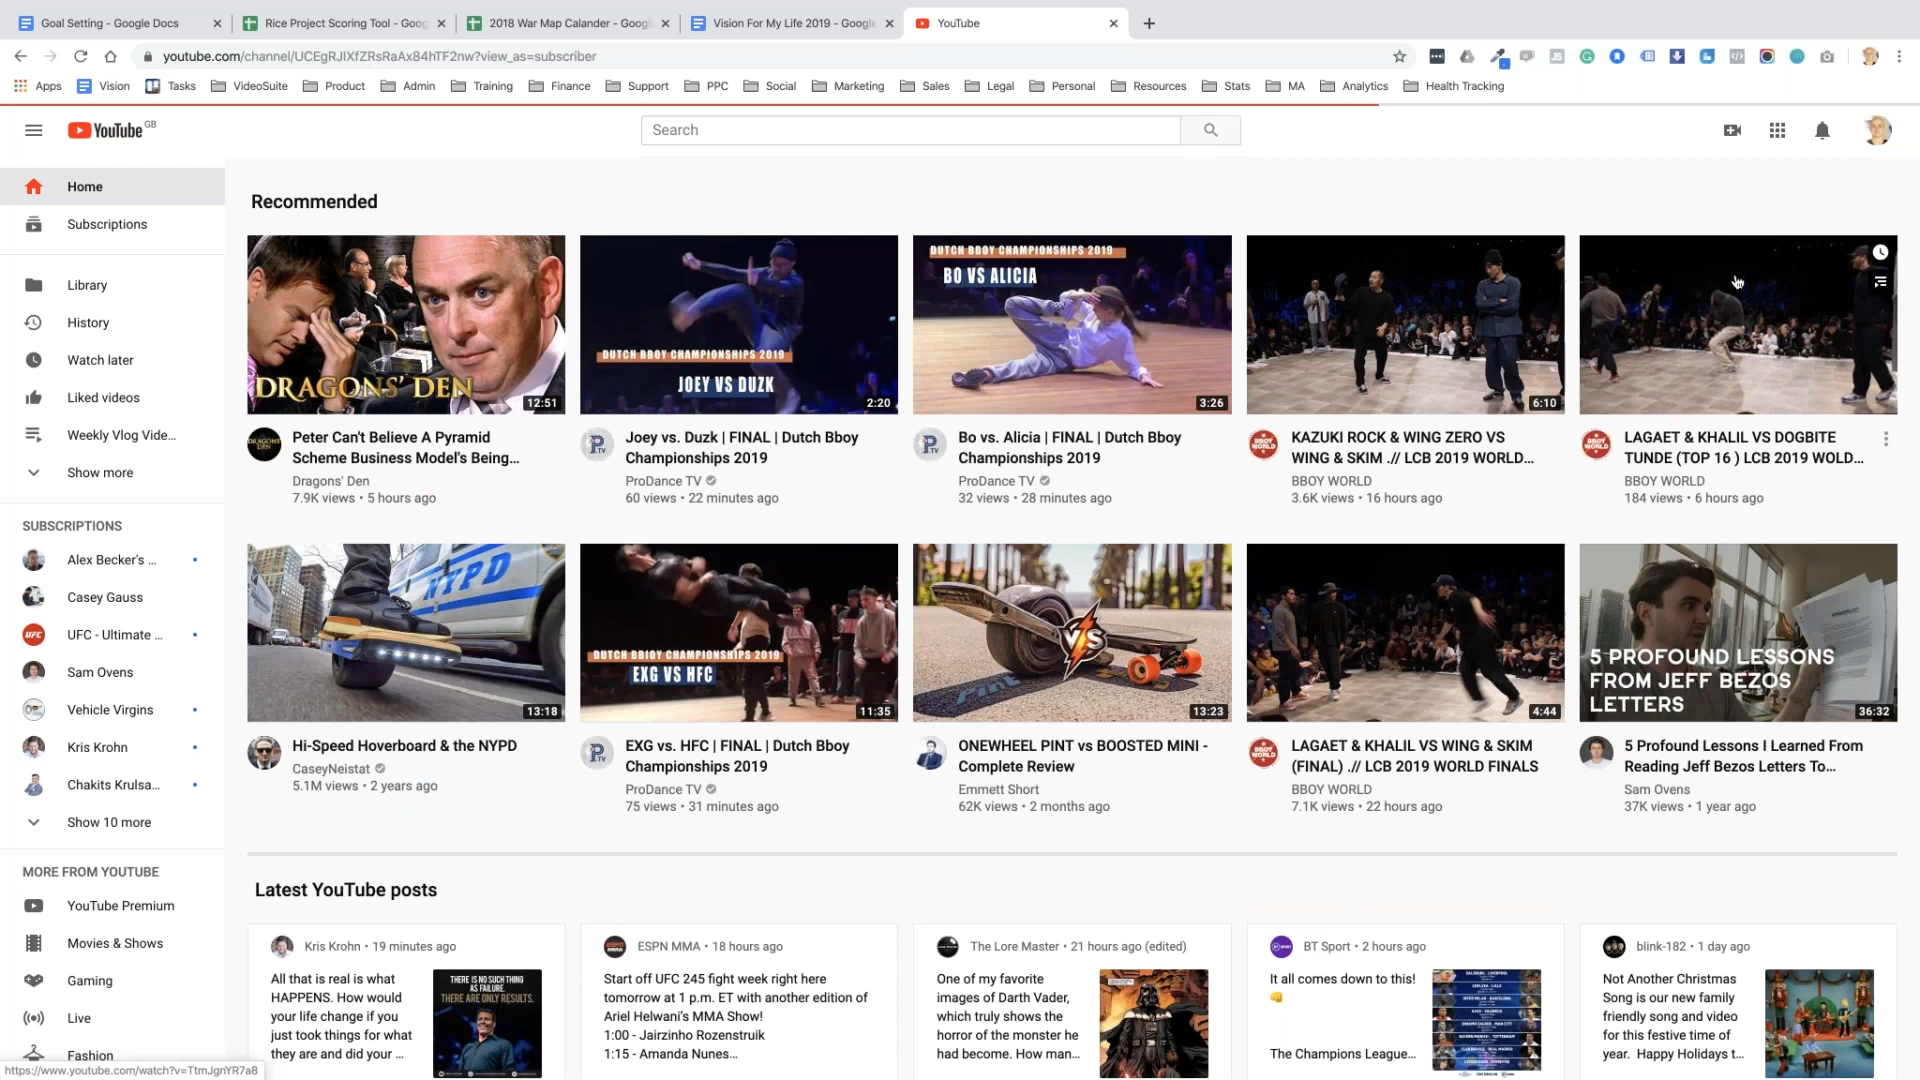 Goal Setting - Google Docs
Rice Project Scoring Tool - Goog
2018 War Map Calander - Googl
Vision For My Life 2019 - Google
YouTube
youtube.com/channel/UCEgRJIXfZRsRaAx84hTF2nw?view_as=subscriber
Apps Vision Tasks VideoSuite Product Admin Training Finance Support PPC Social Marketing Sales Legal Personal Resources Stats MA Analytics Health Tracking
YouTube GB
Search
Home
Subscriptions
Library
History
Watch later
Liked videos
Weekly Vlog Vide...
Show more
SUBSCRIPTIONS
Alex Becker's ...
Casey Gauss
UFC - Ultimate ...
Sam Ovens
Vehicle Virgins
Kris Krohn
Chakits Krulsa...
Show 10 more
MORE FROM YOUTUBE
YouTube Premium
Movies & Shows
Gaming
Live
Fashion
https://www.youtube.com/watch?v=TtmJgnYR7a8
Recommended
DRAGONS' DEN
12:51
Peter Can't Believe A Pyramid
Scheme Business Model's Being...
Dragons' Den
7.9K views • 5 hours ago
DUTCH BBOY CHAMPIONSHIPS 2019
JOEY VS DUZK
2:20
Joey vs. Duzk | FINAL | Dutch Bboy
Championships 2019
ProDance TV
60 views • 22 minutes ago
DUTCH BBOY CHAMPIONSHIPS 2019
BO VS ALICIA
3:26
Bo vs. Alicia | FINAL | Dutch Bboy
Championships 2019
ProDance TV
32 views • 28 minutes ago
6:10
KAZUKI ROCK & WING ZERO VS
WING & SKIM .// LCB 2019 WORLD...
BBOY WORLD
3.6K views • 16 hours ago
LAGAET & KHALIL VS DOGBITE
TUNDE (TOP 16 ) LCB 2019 WOLD...
BBOY WORLD
184 views • 6 hours ago
NYPD
13:18
Hi-Speed Hoverboard & the NYPD
CaseyNeistat
5.1M views • 2 years ago
DUTCH BBIOY CHAMPIONSHIPS 2019
EXG VS HFC
11:35
EXG vs. HFC | FINAL | Dutch Bboy
Championships 2019
ProDance TV
75 views • 31 minutes ago
VS
Pint
13:23
ONEWHEEL PINT vs BOOSTED MINI -
Complete Review
Emmett Short
62K views • 2 months ago
4:44
LAGAET & KHALIL VS WING & SKIM
(FINAL) .// LCB 2019 WORLD FINALS
BBOY WORLD
7.1K views • 22 hours ago
5 PROFOUND LESSONS
FROM JEFF BEZOS
LETTERS
36:32
5 Profound Lessons I Learned From
Reading Jeff Bezos Letters To...
Sam Ovens
37K views • 1 year ago
Latest YouTube posts
Kris Krohn • 19 minutes ago
All that is real is what
HAPPENS. How would
your life change if you
just took things for what
they are and did your ...
THERE IS NO SUCH THING
AS FAILURE.
THERE ARE ONLY RESULTS.
ESPN MMA • 18 hours ago
Start off UFC 245 fight week right here
tomorrow at 1 p.m. ET with another edition of
Ariel Helwani's MMA Show!
1:00 - Jairzinho Rozenstruik
1:15 - Amanda Nunes...
The Lore Master • 21 hours ago (edited)
One of my favorite
images of Darth Vader,
which truly shows the
horror of the monster he
had become. How man...
BT Sport • 2 hours ago
It all comes down to this!
The Champions League...
blink-182 • 1 day ago
Not Another Christmas
Song is our new family
friendly song and video
for this festive time of
year. Happy Holidays t...